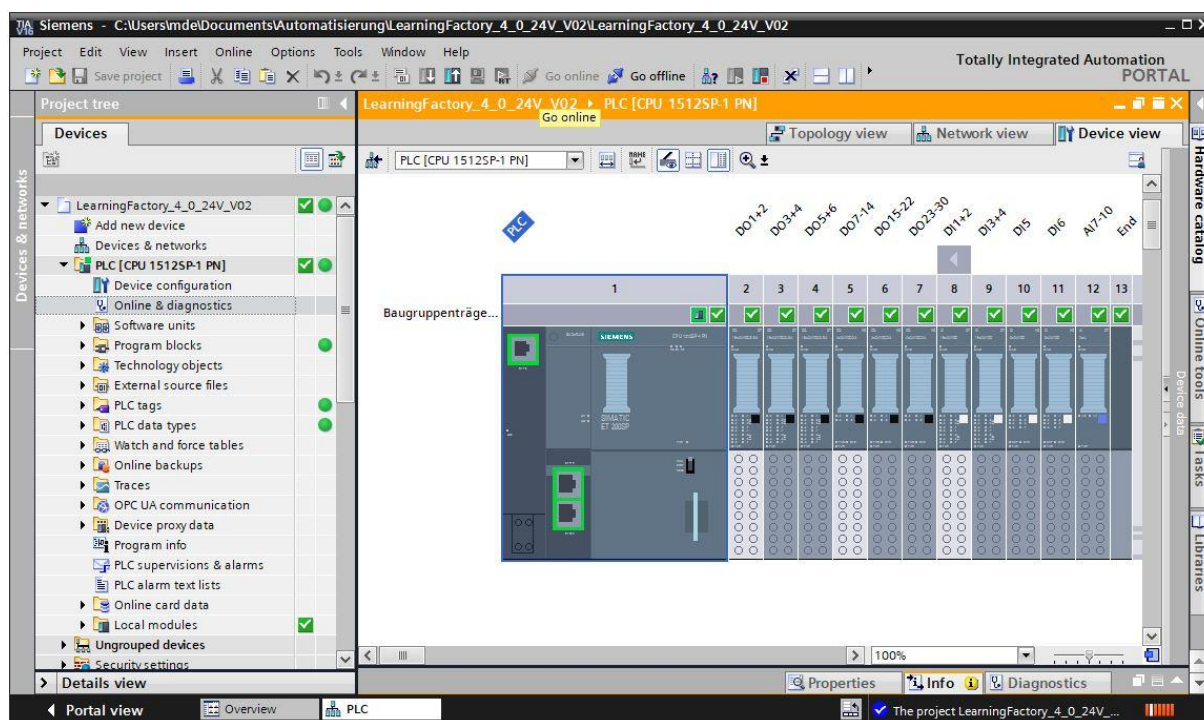 Siemens - C:\Users\mde\Documents\Automatisierung\LearningFactory_4_0_24V_V02\LearningFactory_4_0_24V_V02
Project Edit View Insert Online Options Tools Window Help
Totally Integrated Automation
PORTAL
Save project Go online Go offline
Project tree
LearningFactory_4_0_24V_V02 PLC [CPU 1512SP-1 PN]
Go online
Devices
Topology view Network view Device view
PLC [CPU 1512SP-1 PN]
Devices & networks
LearningFactory_4_0_24V_V02
Add new device
Devices & networks
PLC [CPU 1512SP-1 PN]
Device configuration
Online & diagnostics
Software units
Program blocks
Technology objects
External source files
PLC tags
PLC data types
Watch and force tables
Online backups
Traces
OPC UA communication
Device proxy data
Program info
PLC supervisions & alarms
PLC alarm text lists
Online card data
Local modules
Ungrouped devices
Security settings
Details view
PLC
DO1+2 DO3+4 DO5+6 DO7-14 DO15-22 DO23-30 DI1+2 DI3+4 DI5 DI6 AI7-10 End
1 2 3 4 5 6 7 8 9 10 11 12 13
Baugruppenträge...
SIEMENS
SIMATIC
ET 200SP
Device data
100%
Properties Info Diagnostics
Hardware catalog
Online tools
Tasks
Libraries
Portal view Overview PLC
The project LearningFactory_4_0_24V_...